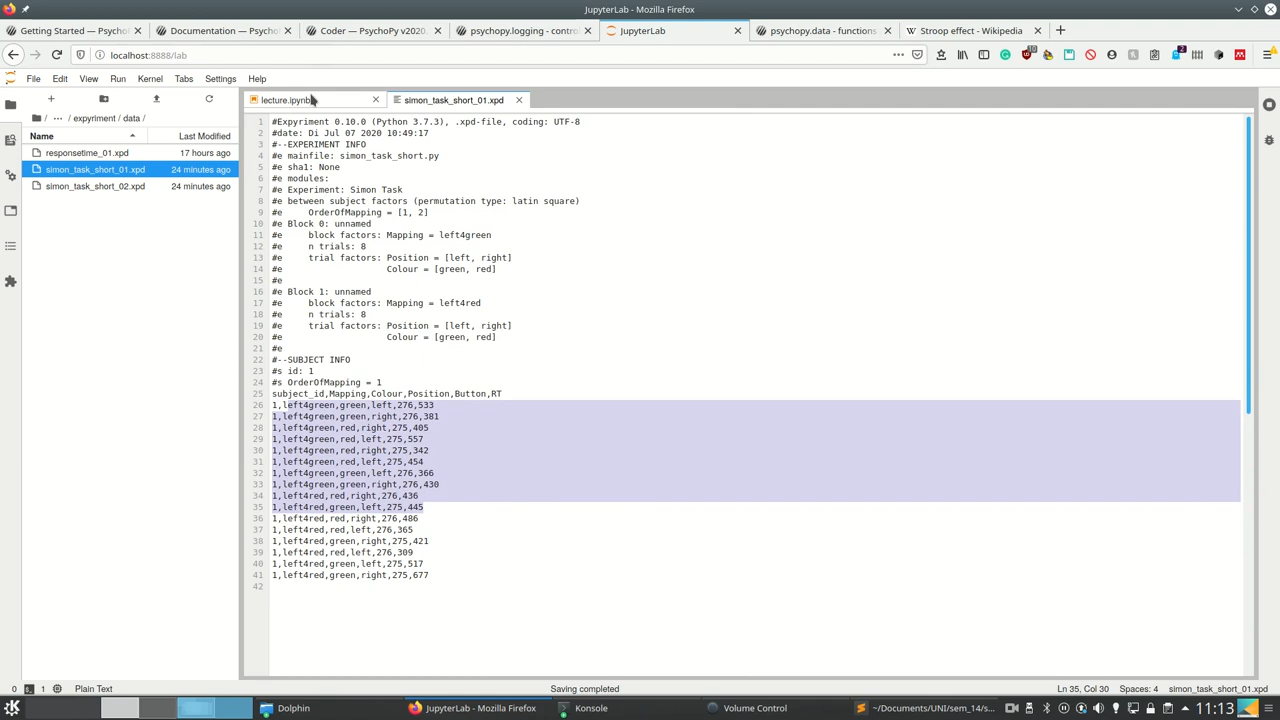 JupyterLab - Mozilla Firefox
Getting Started — PsychoP
Documentation — PsychoP
Coder — PsychoPy v2020.
psychopy.logging - contro
JupyterLab
psychopy.data - functions
Stroop effect - Wikipedia
localhost:8888/lab
10
2
File Edit View Run Kernel Tabs Settings Help
lecture.ipynb
simon_task_short_01.xpd
/ ··· / expyriment / data /
Name Last Modified
responsetime_01.xpd 17 hours ago
simon_task_short_01.xpd 24 minutes ago
simon_task_short_02.xpd 24 minutes ago
1 #Expyriment 0.10.0 (Python 3.7.3), .xpd-file, coding: UTF-8
2 #date: Di Jul 07 2020 10:49:17
3 #--EXPERIMENT INFO
4 #e mainfile: simon_task_short.py
5 #e sha1: None
6 #e modules:
7 #e Experiment: Simon Task
8 #e between subject factors (permutation type: latin square)
9 #e     OrderOfMapping = [1, 2]
10 #e Block 0: unnamed
11 #e     block factors: Mapping = left4green
12 #e     n trials: 8
13 #e     trial factors: Position = [left, right]
14 #e                    Colour = [green, red]
15 #e
16 #e Block 1: unnamed
17 #e     block factors: Mapping = left4red
18 #e     n trials: 8
19 #e     trial factors: Position = [left, right]
20 #e                    Colour = [green, red]
21 #e
22 #--SUBJECT INFO
23 #s id: 1
24 #s OrderOfMapping = 1
25 subject_id,Mapping,Colour,Position,Button,RT
26 1,left4green,green,left,276,533
27 1,left4green,green,right,276,381
28 1,left4green,red,right,275,405
29 1,left4green,red,left,275,557
30 1,left4green,red,right,275,342
31 1,left4green,red,left,275,454
32 1,left4green,green,left,276,366
33 1,left4green,green,right,276,430
34 1,left4red,red,right,276,436
35 1,left4red,green,left,275,445
36 1,left4red,red,right,276,486
37 1,left4red,red,left,276,365
38 1,left4red,green,right,275,421
39 1,left4red,red,left,276,309
40 1,left4red,green,left,275,517
41 1,left4red,green,right,275,677
42
0 1 Plain Text Saving completed Ln 35, Col 30 Spaces: 4 simon_task_short_01.xpd
Dolphin
JupyterLab - Mozilla Firefox
Konsole
Volume Control
~/Documents/UNI/sem_14/s...
11:13